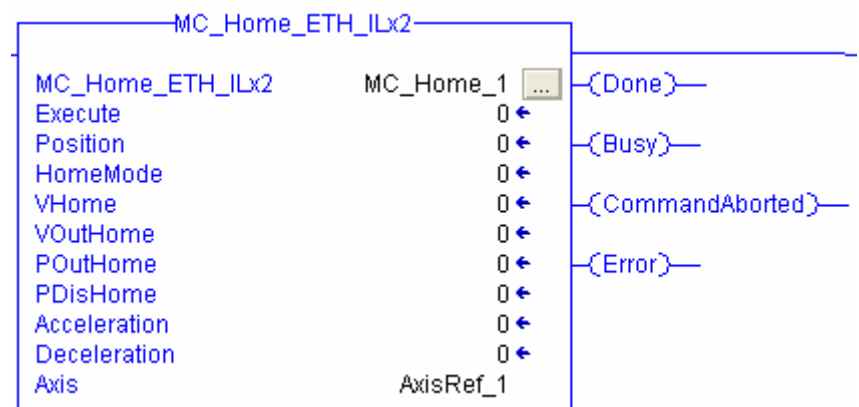 MC_Home_ETH_ILx2
MC_Home_ETH_ILx2 MC_Home_1 ... (Done)
Execute 0
Position 0 (Busy)
HomeMode 0
VHome 0 (CommandAborted)
VOutHome 0
POutHome 0 (Error)
PDisHome 0
Acceleration 0
Deceleration 0
Axis AxisRef_1